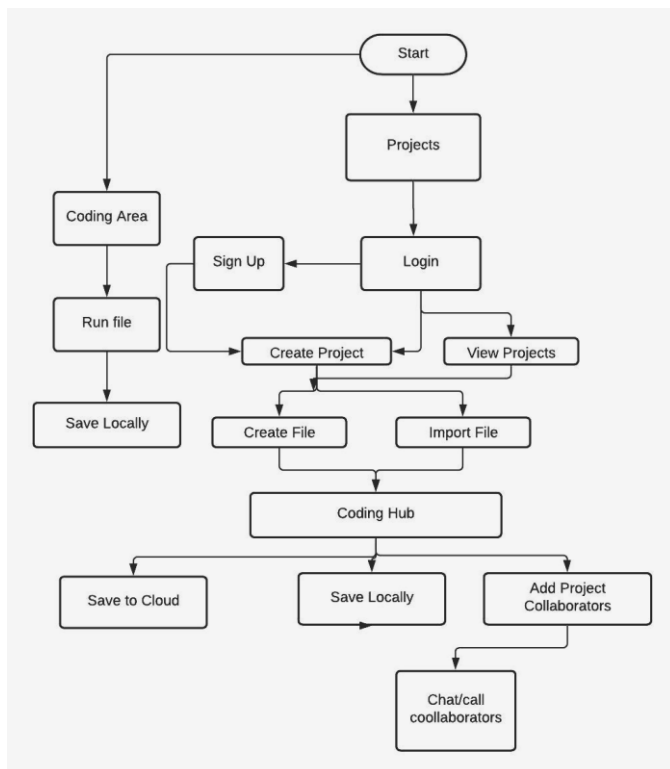 Start
Projects
Coding Area
Sign Up
Login
Run file
Create Project
View Projects
Save Locally
Create File
Import File
Coding Hub
Save to Cloud
Save Locally
Add Project
Collaborators
Chat/call
coollaborators